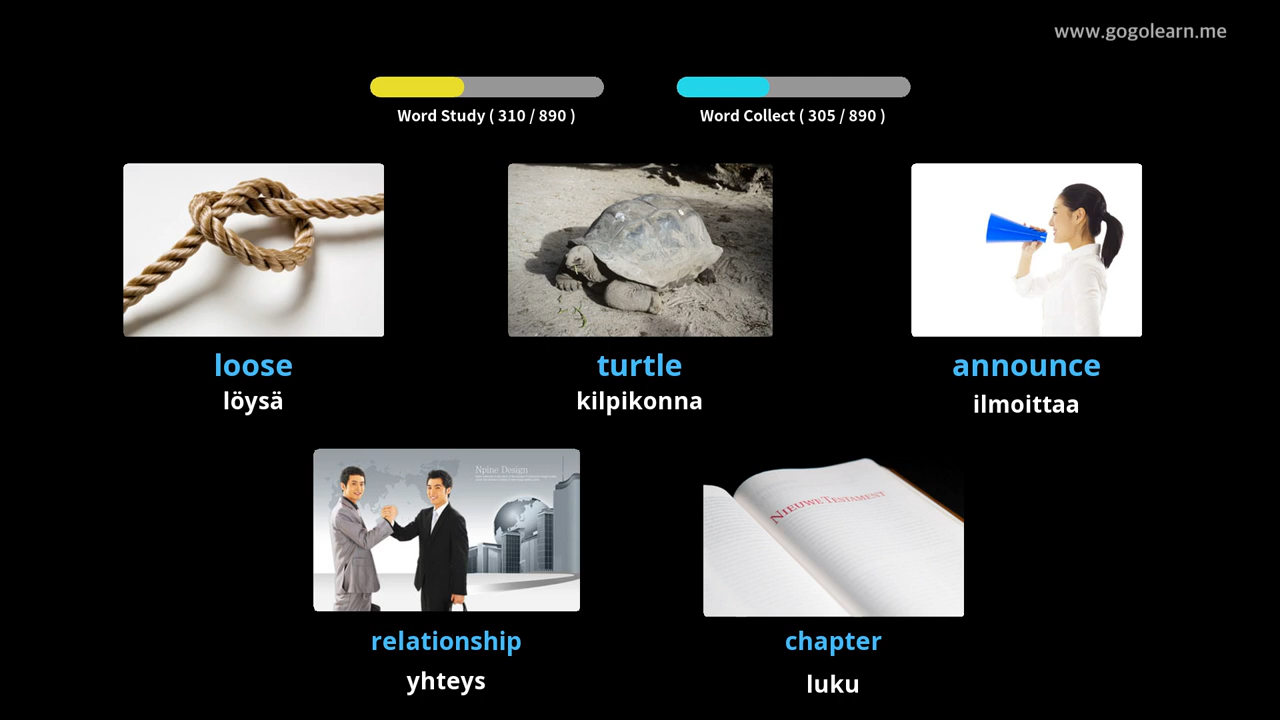 www.gogolearn.me
Word Study ( 310 / 890 )
Word Collect ( 305 / 890 )
loose
löysä
turtle
kilpikonna
announce
ilmoittaa
Npine Design
NIEUWE TESTAMENT
relationship
yhteys
chapter
luku